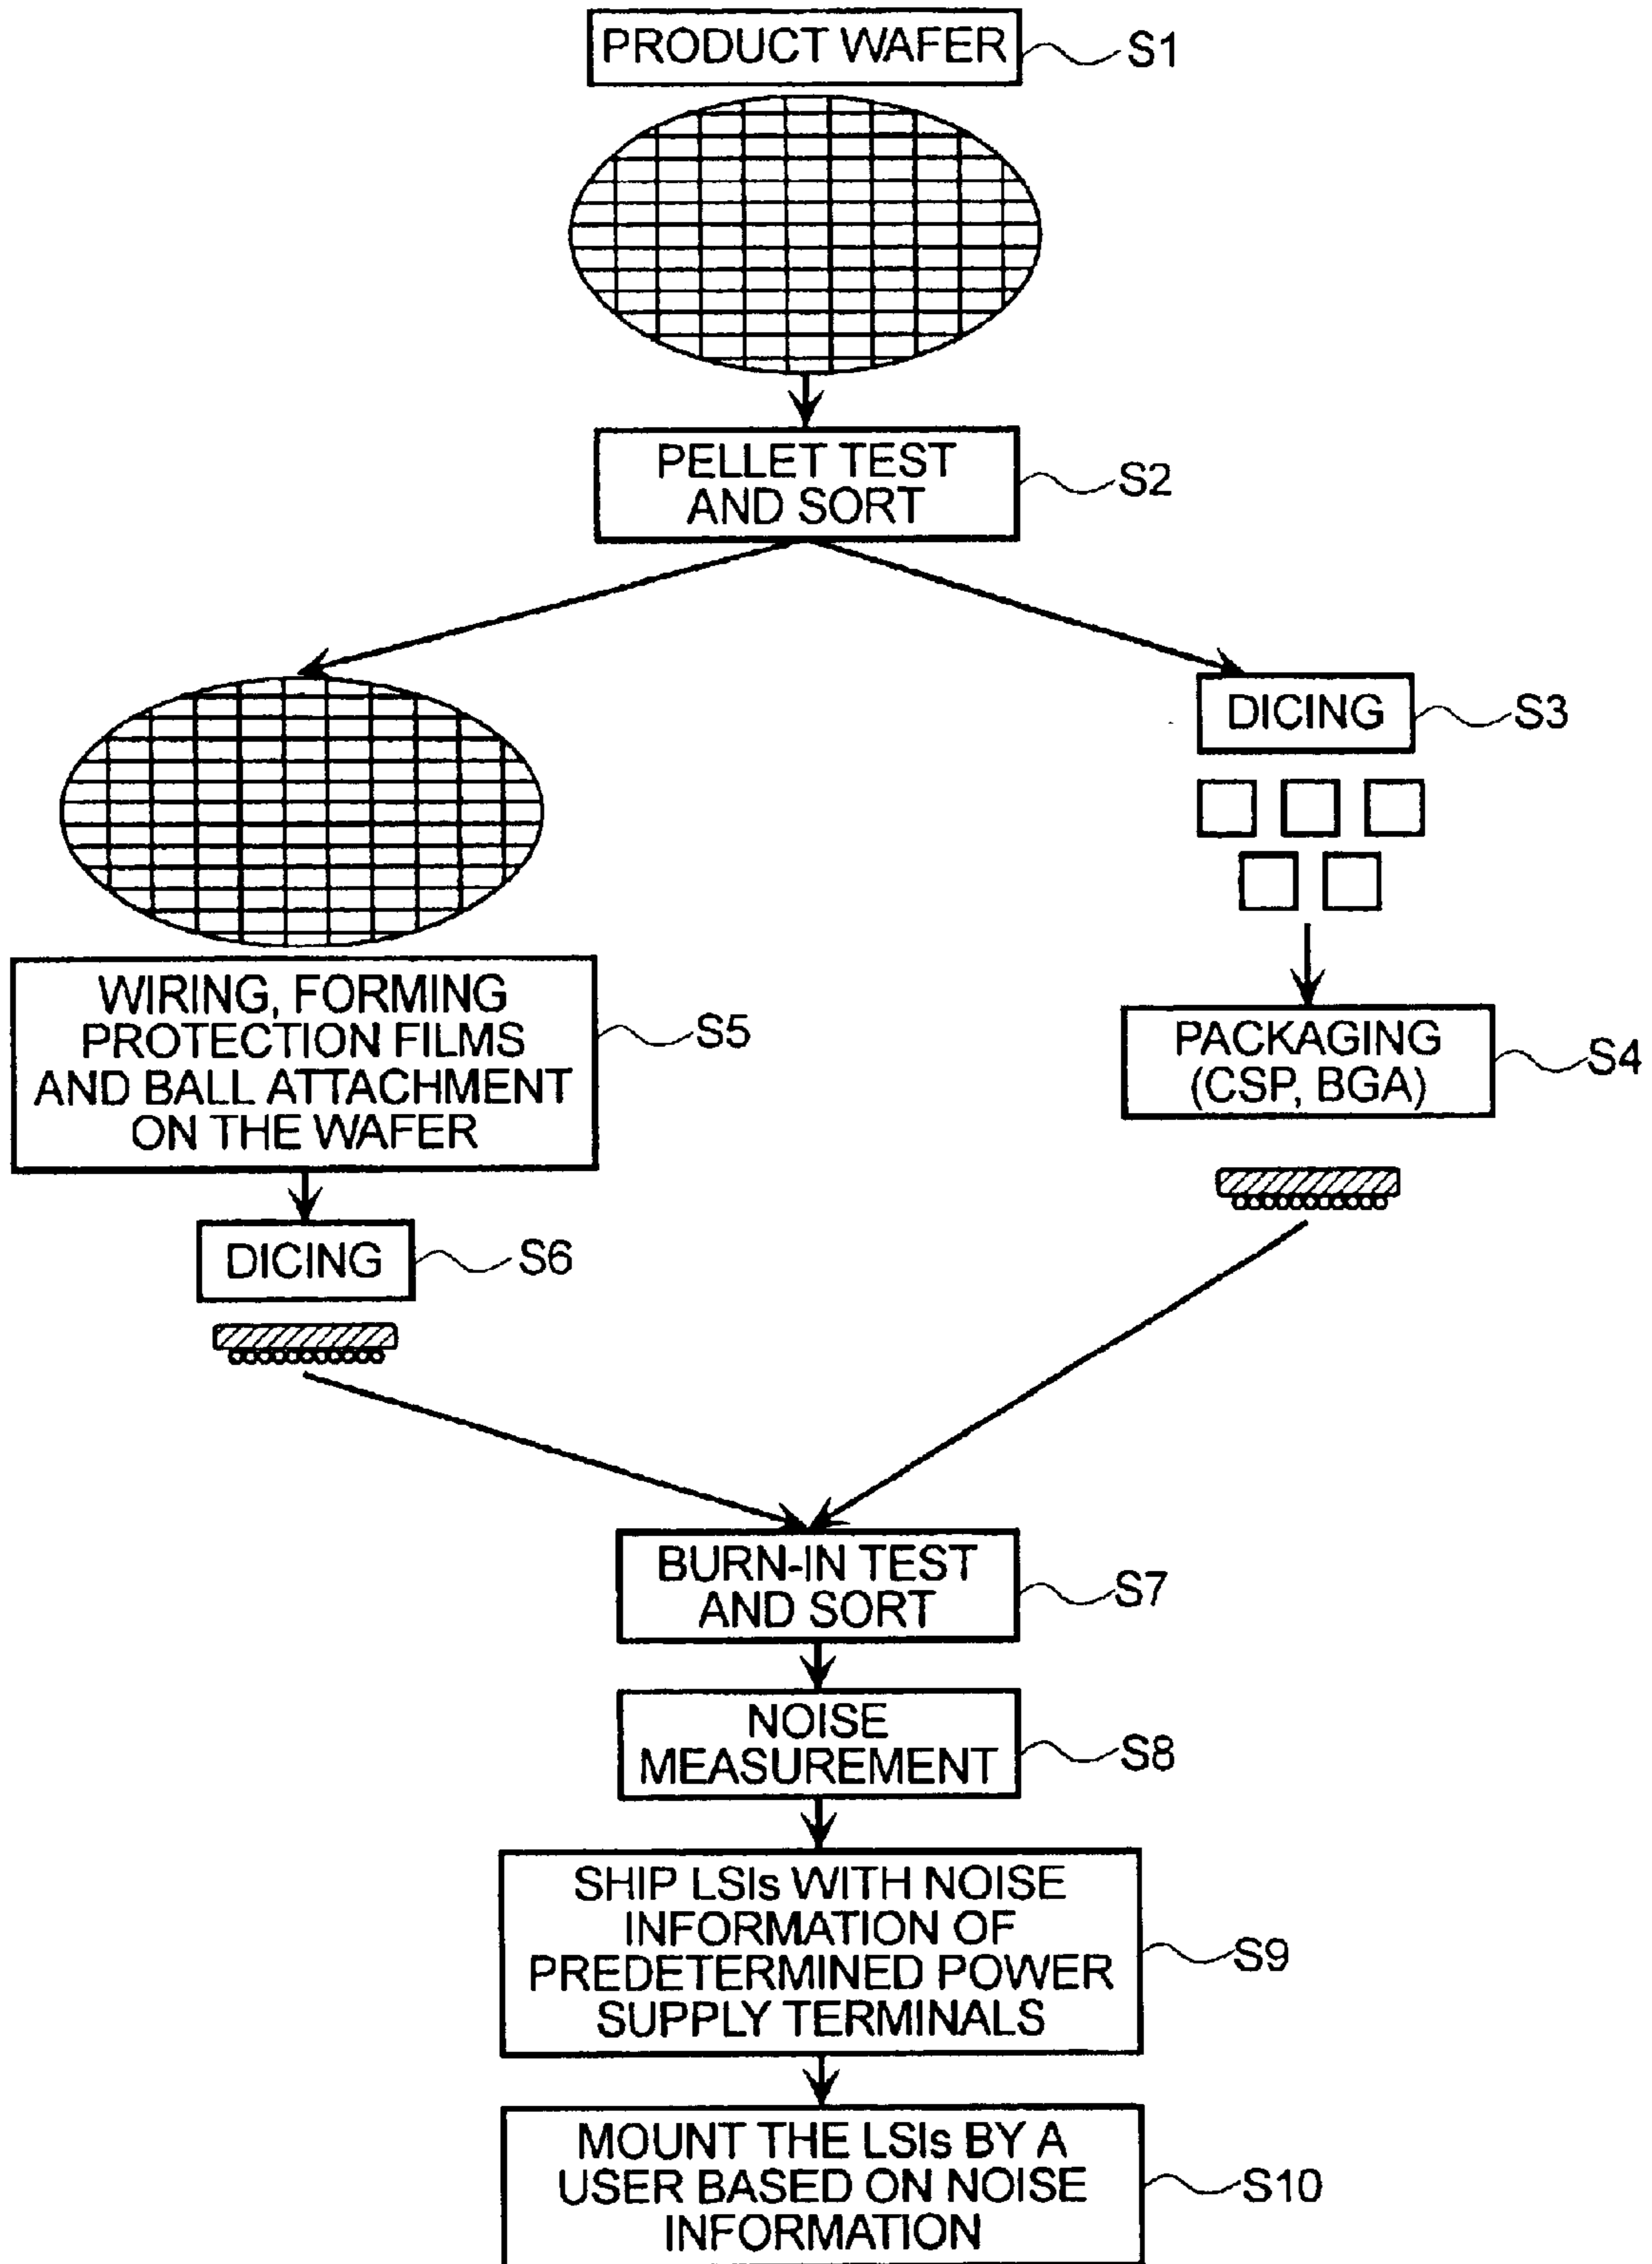 PRODUCT WAFER
S1
PELLET TEST
AND SORT
S2
DICING
S3
WIRING, FORMING
PROTECTION FILMS
AND BALL ATTACHMENT
ON THE WAFER
S5
PACKAGING
(CSP, BGA)
S4
DICING
S6
BURN-IN TEST
AND SORT
S7
NOISE
MEASUREMENT
S8
SHIP LSIs WITH NOISE
INFORMATION OF
PREDETERMINED POWER
SUPPLY TERMINALS
S9
MOUNT THE LSIs BY A
USER BASED ON NOISE
INFORMATION
S10